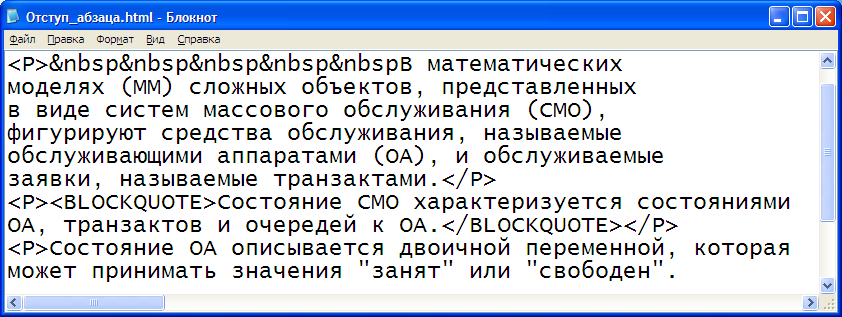 Отступ_абзаца.html - Блокнот
Файл Правка Формат Вид Справка
<P>&nbsp&nbsp&nbsp&nbsp&nbspВ математических
моделях (ММ) сложных объектов, представленных
в виде систем массового обслуживания (СМО),
фигурируют средства обслуживания, называемые
обслуживающими аппаратами (ОА), и обслуживаемые
заявки, называемые транзактами.</P>
<P><BLOCKQUOTE>Состояние СМО характеризуется состояниями
ОА, транзактов и очередей к ОА.</BLOCKQUOTE></P>
<P>Состояние ОА описывается двоичной переменной, которая
может принимать значения "занят" или "свободен".